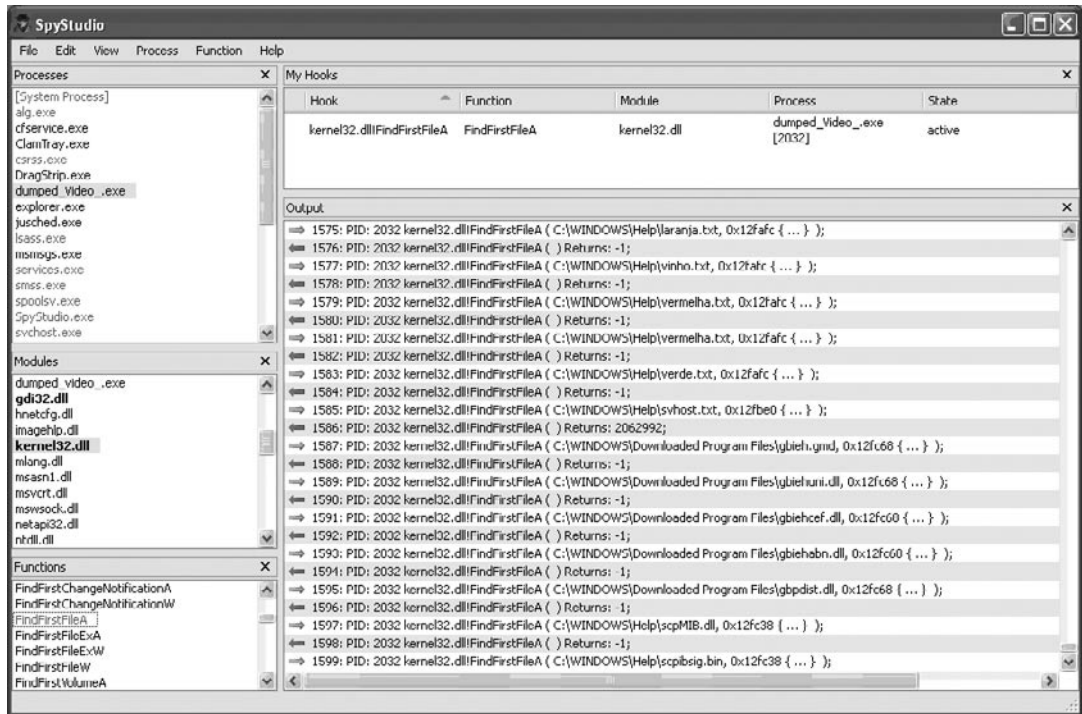 SpyStudio
File Edit View Process Function Help
Processes
[System Process]
alg.exe
cfservice.exe
ClamTray.exe
csrss.exe
DragStrip.exe
dumped_Video_.exe
explorer.exe
jusched.exe
lsass.exe
msmsgs.exe
services.exe
smss.exe
spoolsv.exe
SpyStudio.exe
svchost.exe
Modules
dumped_video_.exe
gdi32.dll
hnetcfg.dll
imagehlp.dll
kernel32.dll
mlang.dll
msasn1.dll
msvcrt.dll
mswsock.dll
netapi32.dll
ntdll.dll
Functions
FindFirstChangeNotificationA
FindFirstChangeNotificationW
FindFirstFileA
FindFirstFileExA
FindFirstFileExW
FindFirstFileW
FindFirstVolumeA
My Hooks
Hook Function Module Process State
kernel32.dll!FindFirstFileA FindFirstFileA kernel32.dll dumped_Video_.exe [2032] active
Output
1575: PID: 2032 kernel32.dll!FindFirstFileA ( C:\WINDOWS\Help\laranja.txt, 0x12fafc { ... } );
1576: PID: 2032 kernel32.dll!FindFirstFileA ( ) Returns: -1;
1577: PID: 2032 kernel32.dll!FindFirstFileA ( C:\WINDOWS\Help\vinho.txt, 0x12fafc { ... } );
1578: PID: 2032 kernel32.dll!FindFirstFileA ( ) Returns: -1;
1579: PID: 2032 kernel32.dll!FindFirstFileA ( C:\WINDOWS\Help\vermelha.txt, 0x12fafc { ... } );
1580: PID: 2032 kernel32.dll!FindFirstFileA ( ) Returns: -1;
1581: PID: 2032 kernel32.dll!FindFirstFileA ( C:\WINDOWS\Help\vermelha.txt, 0x12fafc { ... } );
1582: PID: 2032 kernel32.dll!FindFirstFileA ( ) Returns: -1;
1583: PID: 2032 kernel32.dll!FindFirstFileA ( C:\WINDOWS\Help\verde.txt, 0x12fafc { ... } );
1584: PID: 2032 kernel32.dll!FindFirstFileA ( ) Returns: -1;
1585: PID: 2032 kernel32.dll!FindFirstFileA ( C:\WINDOWS\Help\svhost.txt, 0x12fbe0 { ... } );
1586: PID: 2032 kernel32.dll!FindFirstFileA ( ) Returns: 2062992;
1587: PID: 2032 kernel32.dll!FindFirstFileA ( C:\WINDOWS\Downloaded Program Files\gbieh.gmd, 0x12fc68 { ... } );
1588: PID: 2032 kernel32.dll!FindFirstFileA ( ) Returns: -1;
1589: PID: 2032 kernel32.dll!FindFirstFileA ( C:\WINDOWS\Downloaded Program Files\gbiehuni.dll, 0x12fc68 { ... } );
1590: PID: 2032 kernel32.dll!FindFirstFileA ( ) Returns: -1;
1591: PID: 2032 kernel32.dll!FindFirstFileA ( C:\WINDOWS\Downloaded Program Files\gbiehcef.dll, 0x12fc60 { ... } );
1592: PID: 2032 kernel32.dll!FindFirstFileA ( ) Returns: -1;
1593: PID: 2032 kernel32.dll!FindFirstFileA ( C:\WINDOWS\Downloaded Program Files\gbiehabn.dll, 0x12fc60 { ... } );
1594: PID: 2032 kernel32.dll!FindFirstFileA ( ) Returns: -1;
1595: PID: 2032 kernel32.dll!FindFirstFileA ( C:\WINDOWS\Downloaded Program Files\gbpdist.dll, 0x12fc68 { ... } );
1596: PID: 2032 kernel32.dll!FindFirstFileA ( ) Returns: -1;
1597: PID: 2032 kernel32.dll!FindFirstFileA ( C:\WINDOWS\Help\scpMIB.dll, 0x12fc38 { ... } );
1598: PID: 2032 kernel32.dll!FindFirstFileA ( ) Returns: -1;
1599: PID: 2032 kernel32.dll!FindFirstFileA ( C:\WINDOWS\Help\scpibsig.bin, 0x12fc38 { ... } );